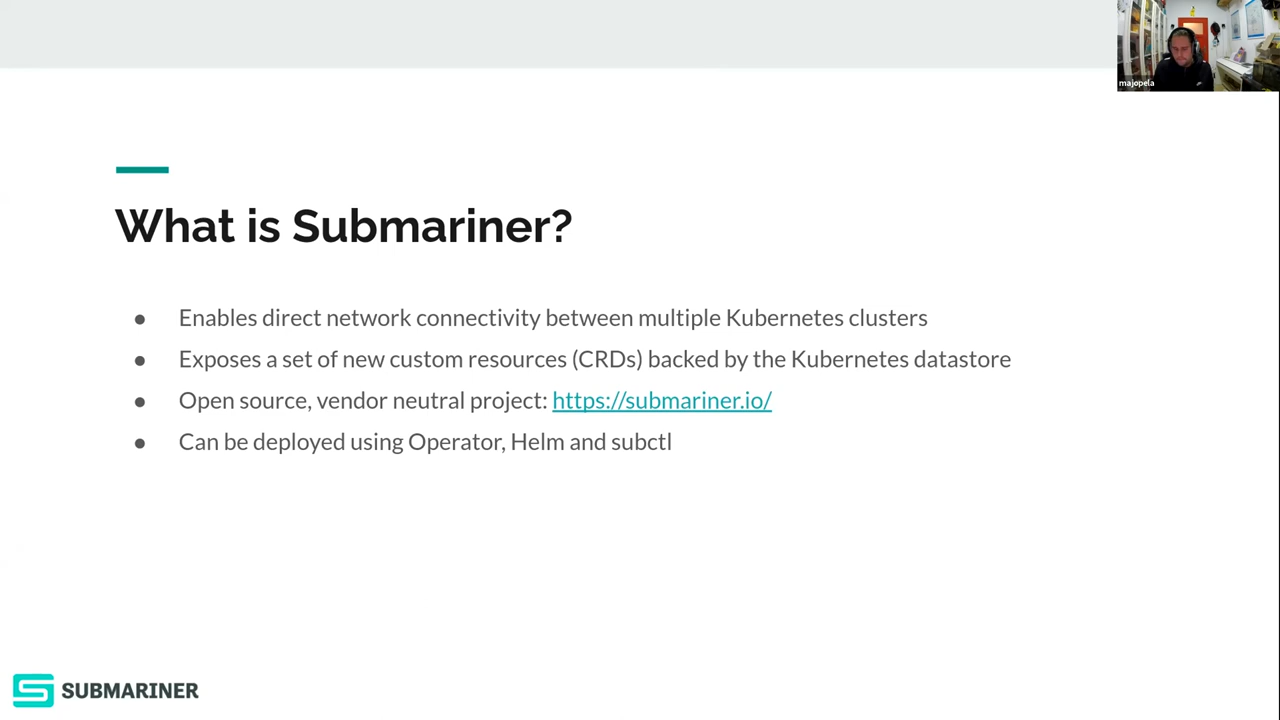 majopela
What is Submariner?
● Enables direct network connectivity between multiple Kubernetes clusters
● Exposes a set of new custom resources (CRDs) backed by the Kubernetes datastore
● Open source, vendor neutral project: https://submariner.io/
● Can be deployed using Operator, Helm and subctl
SUBMARINER